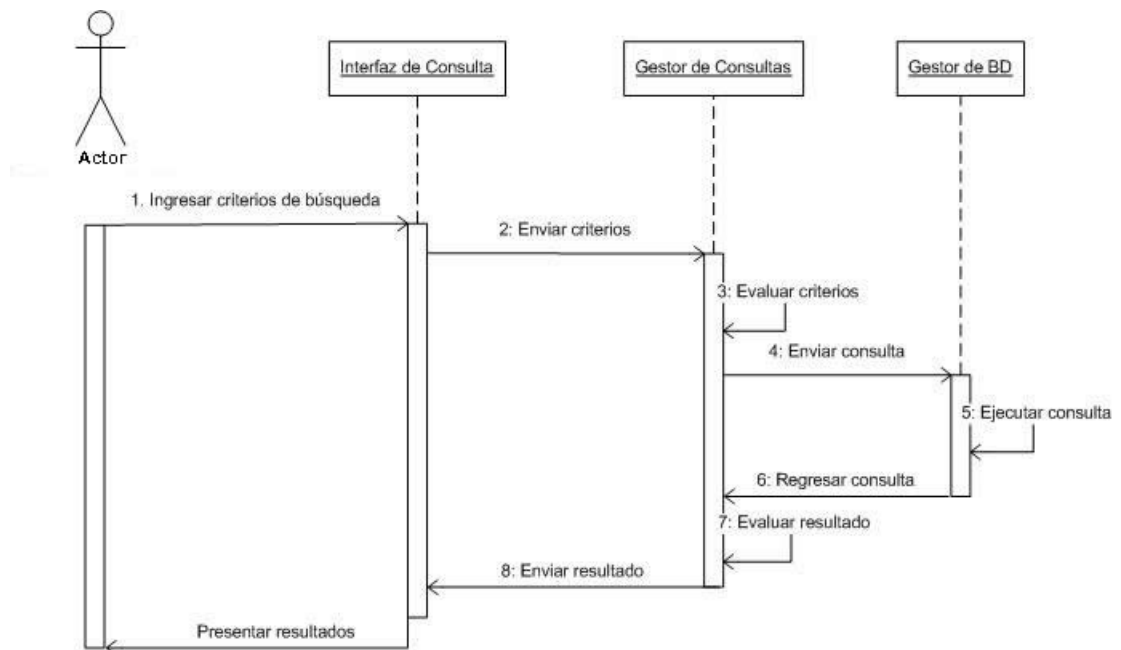 Interfaz de Consulta
Gestor de Consultas
Gestor de BD
Actor
1. Ingresar criterios de búsqueda
2: Enviar criterios
3: Evaluar criterios
4: Enviar consulta
5: Ejecutar consulta
6: Regresar consulta
7: Evaluar resultado
8: Enviar resultado
Presentar resultados